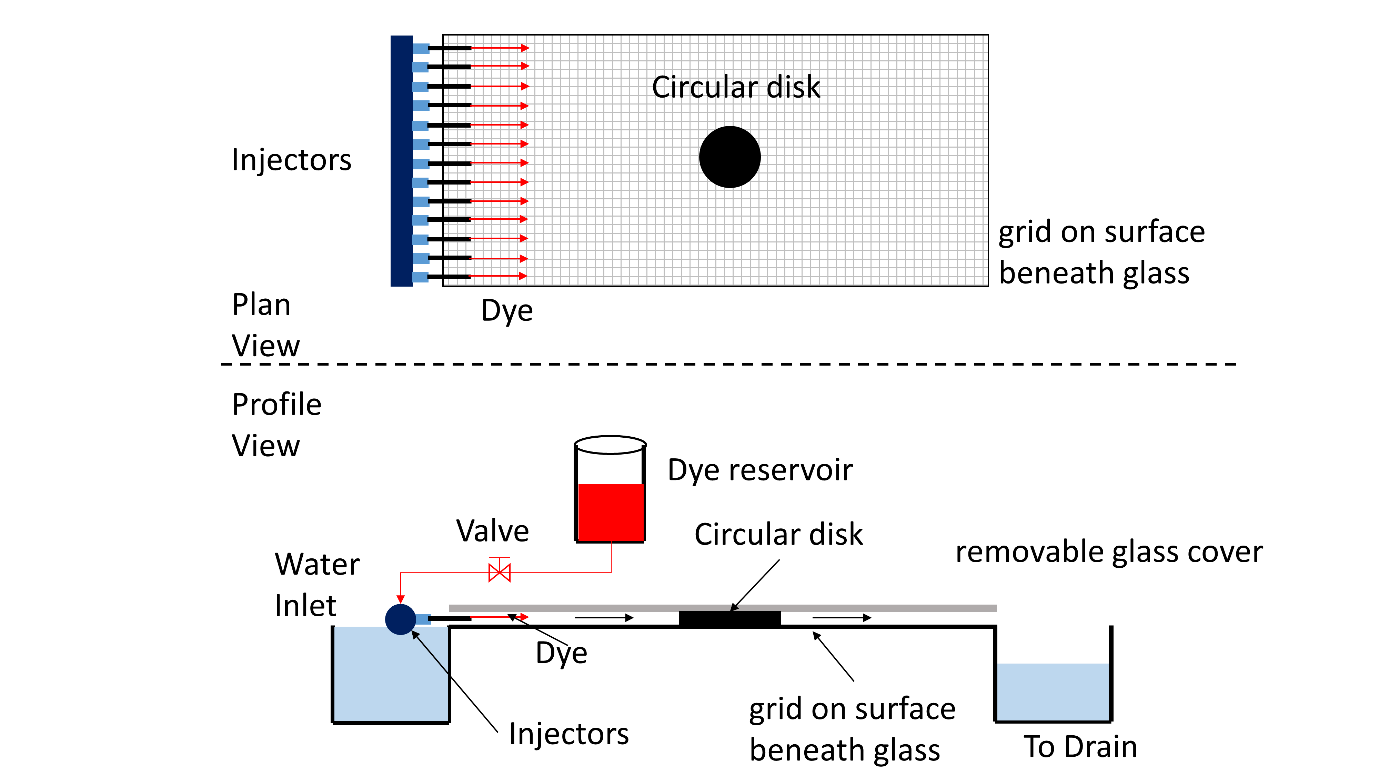 Circular disk
Injectors
grid on surface
beneath glass
Plan
View
Dye
Profile
View
Dye reservoir
Valve
Circular disk
removable glass cover
Water
Inlet
Dye
grid on surface
beneath glass
Injectors
To Drain